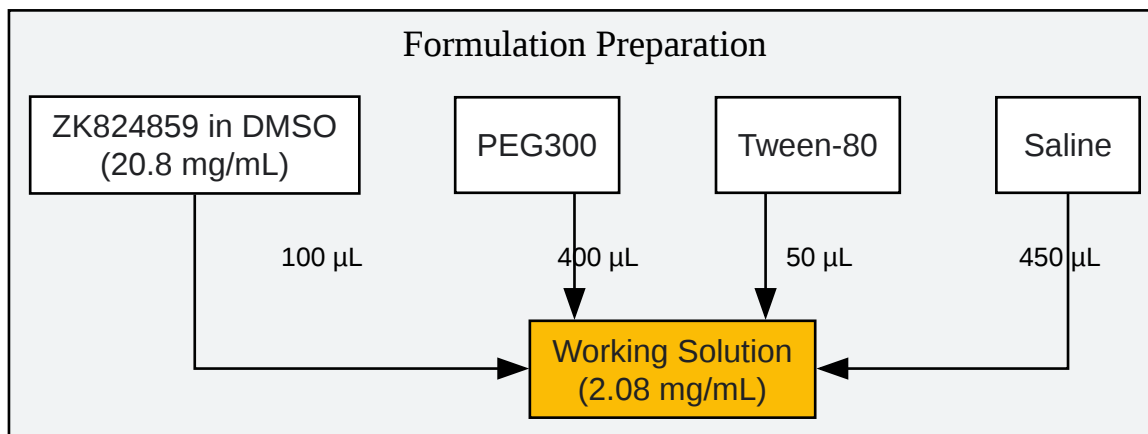 Formulation Preparation
ZK824859 in DMSO
(20.8 mg/mL)
PEG300
Tween-80
Saline
100 µL
400 µL
50 µL
450 µL
Working Solution
(2.08 mg/mL)